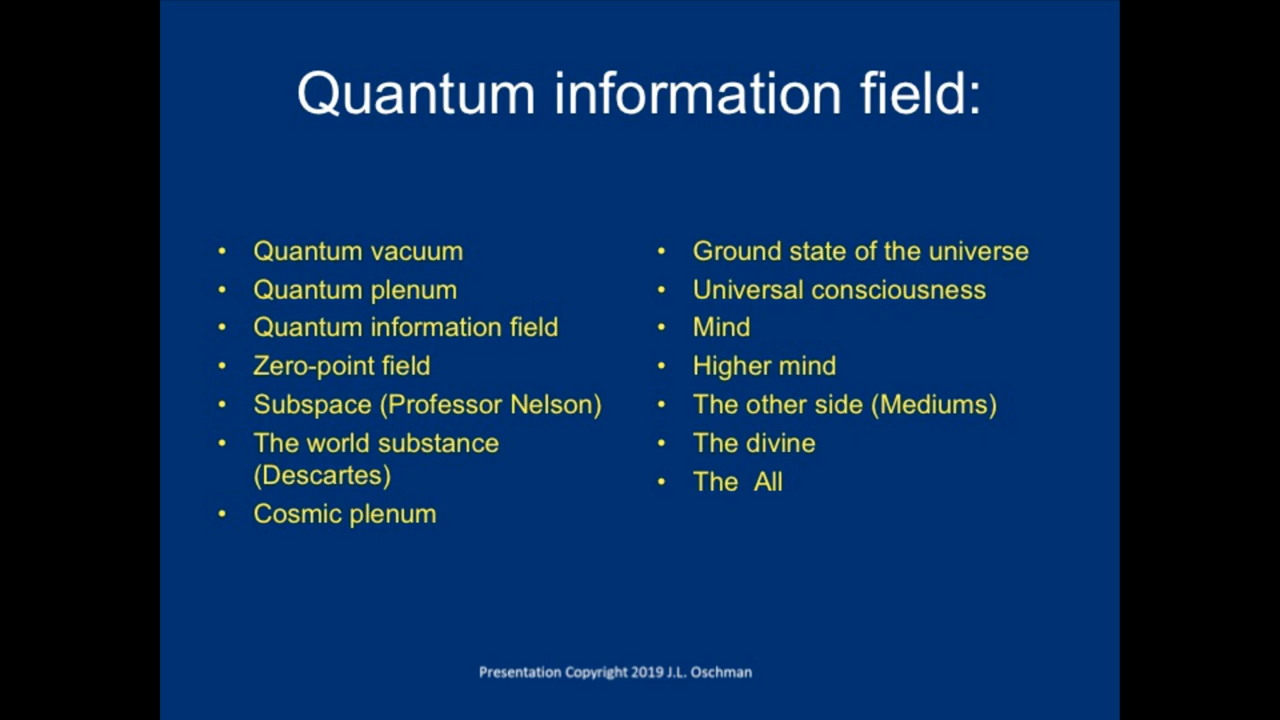 Quantum information field:
• Quantum vacuum
• Quantum plenum
• Quantum information field
• Zero-point field
• Subspace (Professor Nelson)
• The world substance
(Descartes)
• Cosmic plenum
• Ground state of the universe
• Universal consciousness
• Mind
• Higher mind
• The other side (Mediums)
• The divine
• The  All
Presentation Copyright 2019 J.L. Oschman